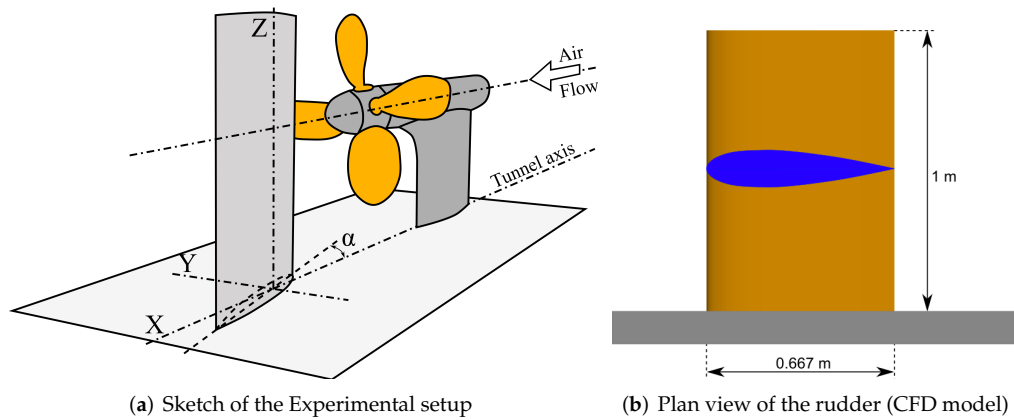 Z
Air
Flow
Tunnel axis
α
Y
X
1 m
0.667 m
(a) Sketch of the Experimental setup
(b) Plan view of the rudder (CFD model)